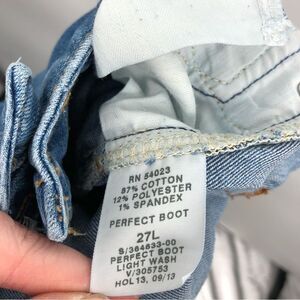 RN 54023
87% COTTON
12% POLYESTER
1% SPANDEX
PERFECT BOOT
27L
S/364633-00
PERFECT BOOT
LIGHT WASH
V/305753
HOL13, 09/13